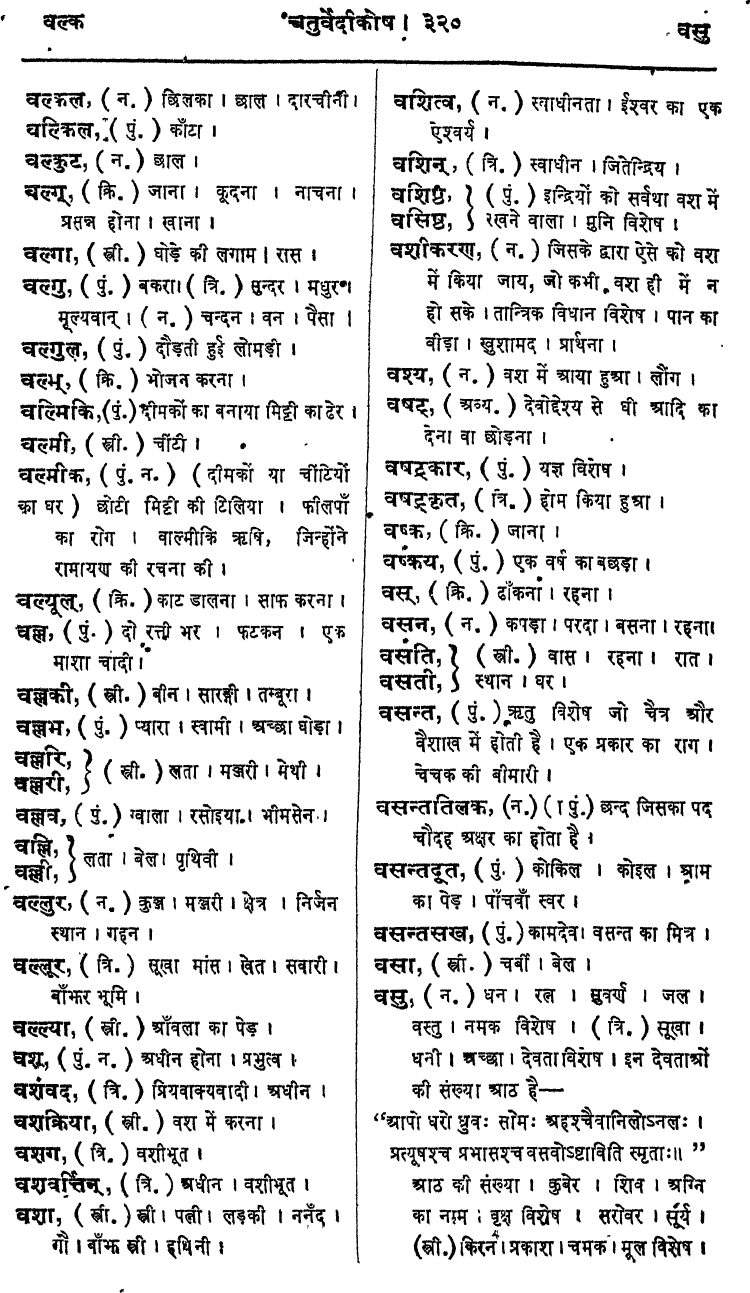 वल्क
चतुर्वेदीकोष । ३२०
वसु
वल्कल, ( न. ) छिलका । छाल । दारचीनी ।
वल्किल, ( पुं. ) काँटा ।
वल्कुट, ( न. ) छाल ।
वल्ग्, ( क्रि. ) जाना । कूदना । नाचना ।
प्रसन्न होना । खाना ।
वल्गा, ( स्त्री. ) घोड़े की लगाम । रास ।
वल्गु, ( पुं. ) बकरा । ( त्रि. ) सुन्दर । मधुर ।
मूल्यवान् । ( न. ) चन्दन । वन । पैसा ।
वल्गुल, ( पुं. ) दौड़ती हुई लोमड़ी ।
वल्भ्, ( क्रि. ) भोजन करना ।
वल्मिकि, (पुं.) दीमकों का बनाया मिट्टी का ढेर ।
वल्मी, ( स्त्री. ) चींटी ।
वल्मीक, ( पुं. न. ) ( दीमकों या चींटियों
का घर ) छोटी मिट्टी की टिलिया । फीलपाँ
का रोग । वाल्मीकि ऋषि, जिन्होंने
रामायण की रचना की ।
वल्यूल्, ( क्रि. ) काट डालना । साफ करना ।
वल्ल, ( पुं. ) दो रत्ती भर । फटकन । एक
माशा चांदी ।
वल्लकी, ( स्त्री. ) बीन । सारङ्गी । तम्बूरा ।
वल्लभ, ( पुं. ) प्यारा । स्वामी । अच्छा घोड़ा ।
वल्लरि,
वल्लरी, } ( स्त्री. ) लता । मञ्जरी । मेथी ।
वल्लव, ( पुं. ) ग्वाला । रसोइया । भीमसेन ।
वल्लि,
वल्ली, } लता । बेल । पृथिवी ।
वल्लुर, ( न. ) कुञ्ज । मञ्जरी । क्षेत्र । निर्जन
स्थान । गहन ।
वल्लूर, ( त्रि. ) सूखा मांस । खेत । सवारी ।
बाँझर भूमि ।
वल्ल्या, ( स्त्री. ) आँवला का पेड़ ।
वश्, ( पुं. न. ) अधीन होना । प्रभुत्व ।
वशंवद, ( त्रि. ) प्रियवाक्यवादी । अधीन ।
वशक्रिया, ( स्त्री. ) वश में करना ।
वशग, ( त्रि. ) वशीभूत ।
वशवर्त्तिन्, ( त्रि. ) अधीन । वशीभूत ।
वशा, ( स्त्री. ) स्त्री । पत्नी । लड़की । ननँद ।
गौ । बाँझ स्त्री । हथिनी ।
वशित्व, ( न. ) स्वाधीनता । ईश्वर का एक
ऐश्वर्य ।
वशिन्, ( त्रि. ) स्वाधीन । जितेन्द्रिय ।
वशिष्ठ, } ( पुं. ) इन्द्रियों को सर्वथा वश में
वसिष्ठ, } रखने वाला । मुनि विशेष ।
वशीकरण, ( न. ) जिसके द्वारा ऐसे को वश
में किया जाय, जो कभी वश ही में न
हो सके । तान्त्रिक विधान विशेष । पान का
बीड़ा । खुशामद । प्रार्थना ।
वश्य, ( न. ) वश में आया हुआ । लौंग ।
वषट्, ( अव्य. ) देवोद्देश्य से घी आदि का
देना वा छोड़ना ।
वषट्कार, ( पुं. ) यज्ञ विशेष ।
वषट्कृत, ( त्रि. ) होम किया हुआ ।
वष्क, ( क्रि. ) जाना ।
वष्कय, ( पुं. ) एक वर्ष का बछड़ा ।
वस्, ( क्रि. ) ढाँकना । रहना ।
वसन, ( न. ) कपड़ा । परदा । बसना । रहना।
वसति, } ( स्त्री. ) वास । रहना । रात ।
वसती, } स्थान । घर ।
वसन्त, ( पुं. ) ऋतु विशेष जो चैत्र और
वैशाख में होती है । एक प्रकार का राग ।
चेचक की बीमारी ।
वसन्ततिलक, (न.) (। पुं.) छन्द जिसका पद
चौदह अक्षर का होता है ।
वसन्तदूत, ( पुं. ) कोकिल । कोइल । आम
का पेड़ । पाँचवाँ स्वर ।
वसन्तसख, ( पुं. ) कामदेव। वसन्त का मित्र ।
वसा, ( स्त्री. ) चर्बी । बेल ।
वसु, ( न. ) धन । रत्न । सुवर्ण । जल ।
वस्तु । नमक विशेष । ( त्रि. ) सूखा ।
धनी । अच्छा । देवता विशेष । इन देवताओं
की संख्या आठ है—
“आपो धरो ध्रुवः सोमः अहश्चैवानिलोऽनलः ।
प्रत्यूषश्च प्रभासश्च वसवोऽष्टाविति स्मृताः॥ ”
आठ की संख्या । कुबेर । शिव । अग्नि
का नाम । वृक्ष विशेष । सरोवर । सूर्य ।
(स्त्री.) किरन । प्रकाश । चमक । मूल विशेष ।